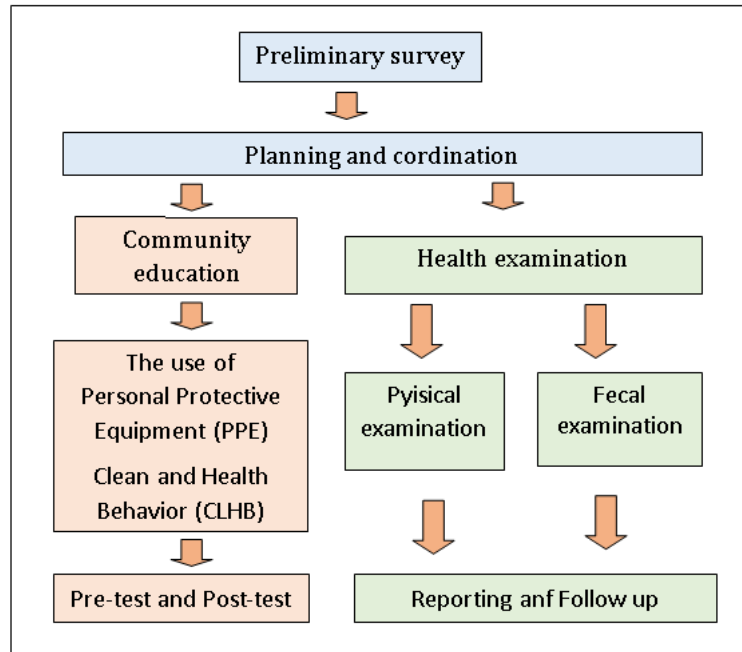 Preliminary survey
Planning and cordination
Community
education
Health examination
The use of
Personal Protective
Equipment (PPE)
Clean and Health
Behavior (CLHB)
Pyisical
examination
Fecal
examination
Pre-test and Post-test
Reporting anf Follow up